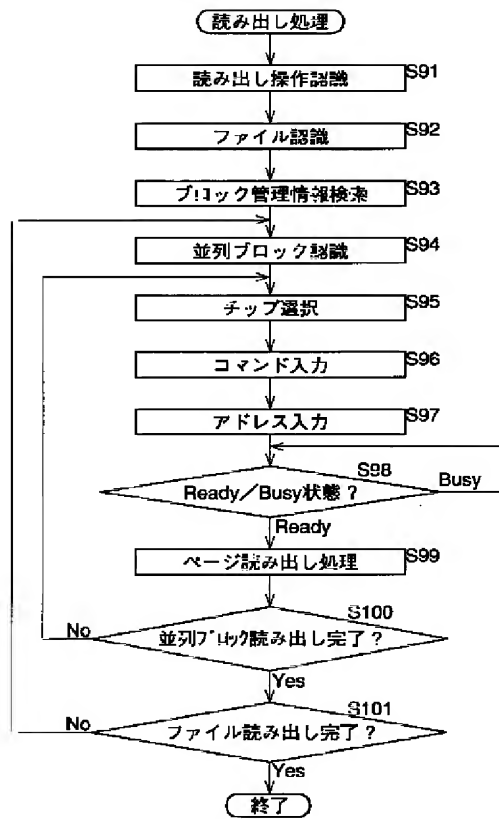 読み出し処理
読み出し操作認識 S91
ファイル認識 S92
ブロック管理情報検索 S93
並列ブロック認識 S94
チップ選択 S95
コマンド入力 S96
アドレス入力 S97
S98
Ready／Busy状態？ Busy
Ready
ページ読み出し処理 S99
S100
No 並列ブロック読み出し完了？
Yes
S101
No ファイル読み出し完了？
Yes
終了